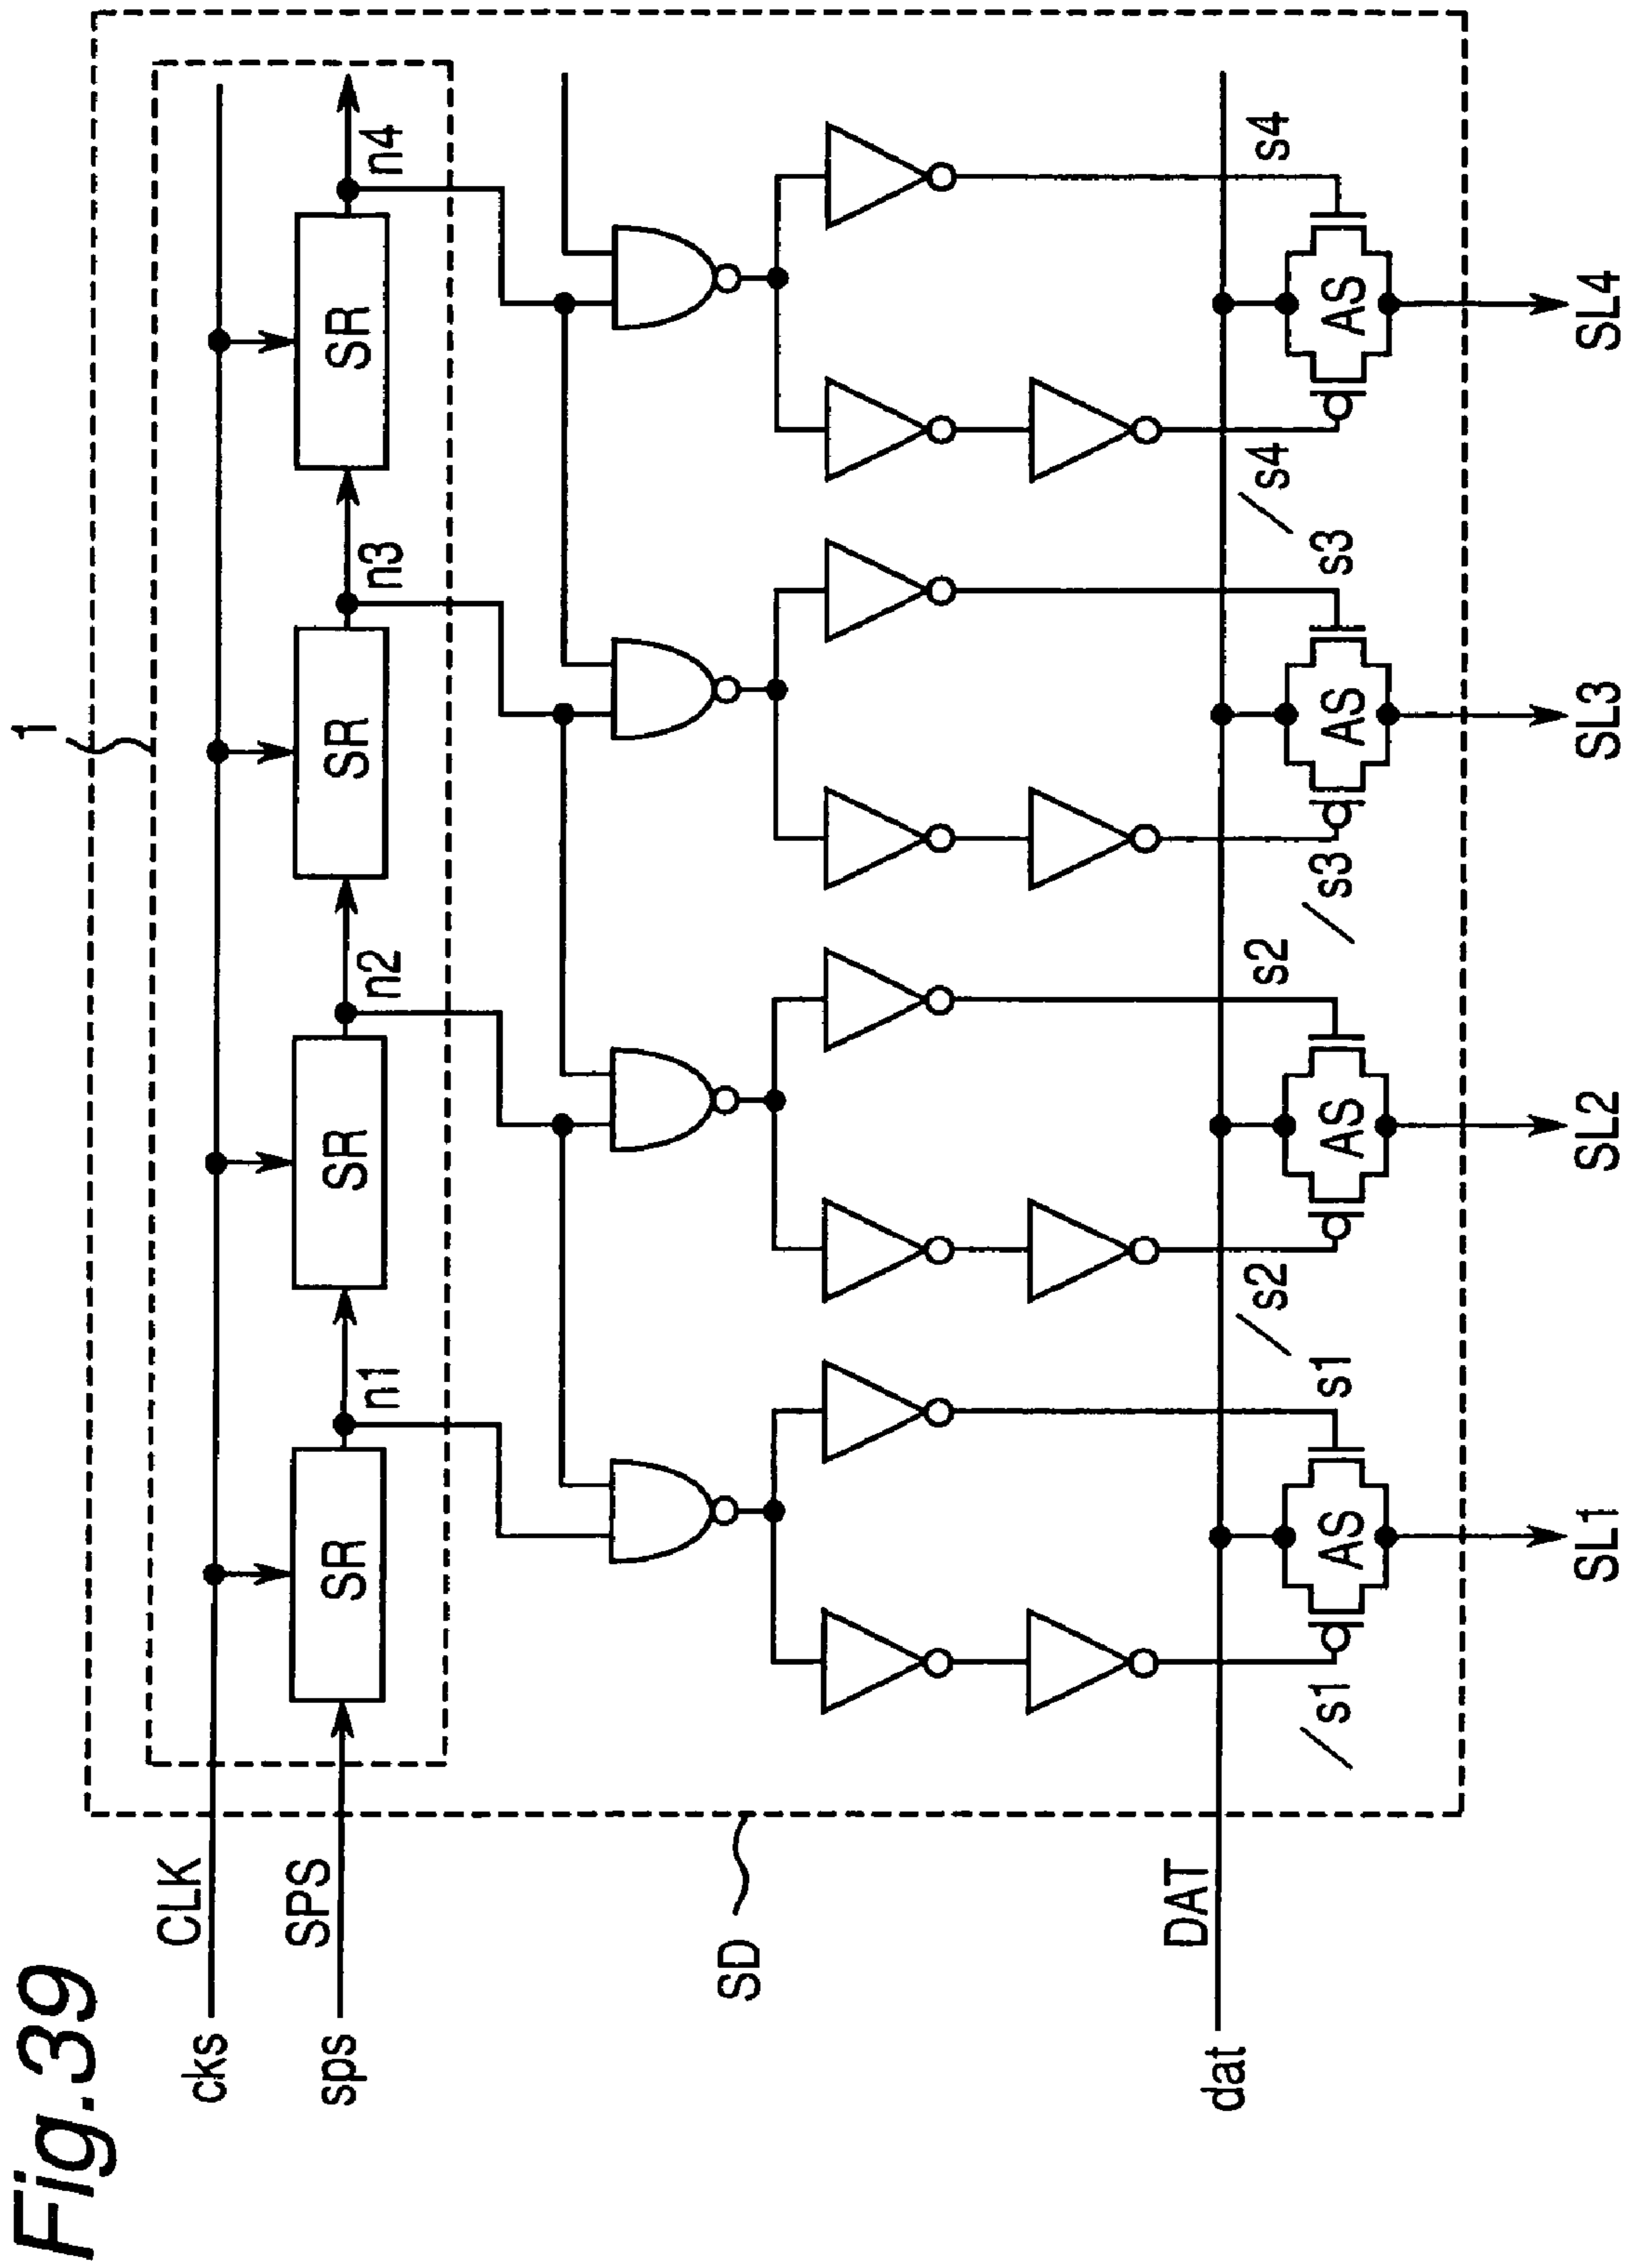 Fig.39
1
cks
CLK
sps
SPS
SR
SR
SR
SR
n1
n2
n3
n4
SD
dat
DAT
/s1
s1
/s2
s2
/s3
s3
/s4
s4
AS
AS
AS
AS
SL1
SL2
SL3
SL4